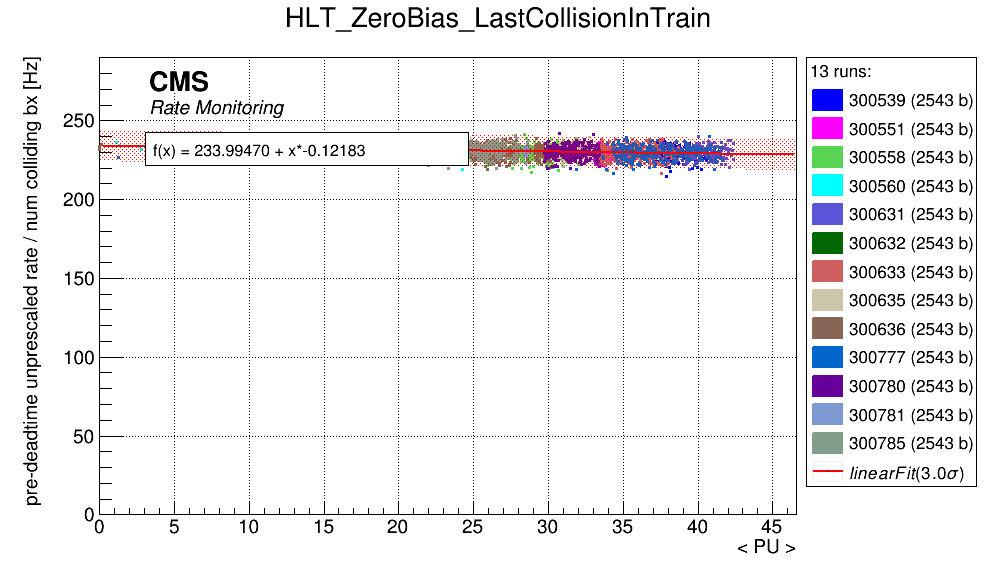 HLT_ZeroBias_LastCollisionInTrain
pre-deadtime unprescaled rate / num colliding bx [Hz]
CMS
Rate Monitoring
f(x) = 233.99470 + x*-0.12183
250
200
150
100
50
0
0 5 10 15 20 25 30 35 40 45
< PU >
13 runs:
300539 (2543 b)
300551 (2543 b)
300558 (2543 b)
300560 (2543 b)
300631 (2543 b)
300632 (2543 b)
300633 (2543 b)
300635 (2543 b)
300636 (2543 b)
300777 (2543 b)
300780 (2543 b)
300781 (2543 b)
300785 (2543 b)
linearFit(3.0σ)